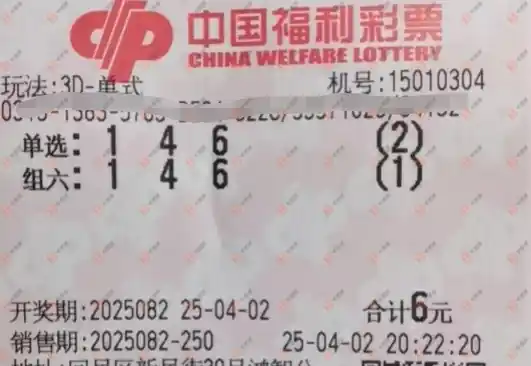 中国福利彩票
CHINA WELFARE LOTTERY
玩法:3D-单式 机号:15010304
单选: 1 4 6 (2)
组六: 1 4 6 (1)
开奖期:2025082 25-04-02 合计6元
销售期:2025082-250 25-04-02 20:22:20